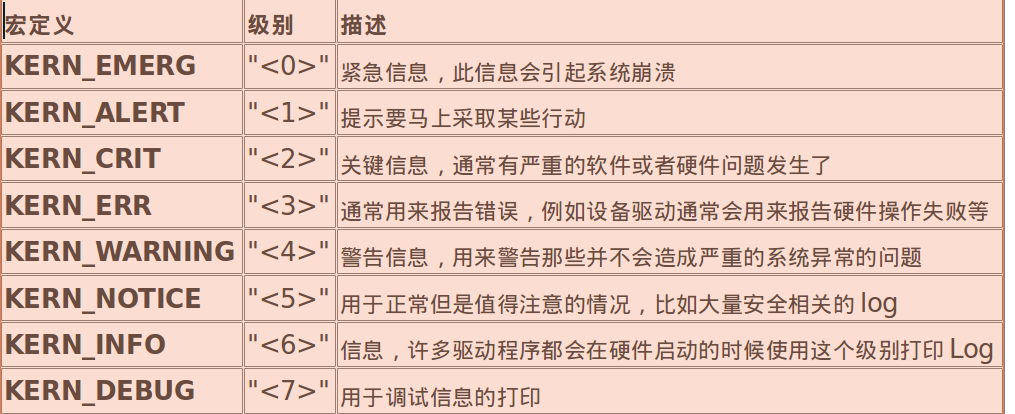 宏定义 级别 描述
KERN_EMERG "<0>" 紧急信息，此信息会引起系统崩溃
KERN_ALERT "<1>" 提示要马上采取某些行动
KERN_CRIT "<2>" 关键信息，通常有严重的软件或者硬件问题发生了
KERN_ERR "<3>" 通常用来报告错误，例如设备驱动通常会用来报告硬件操作失败等
KERN_WARNING "<4>" 警告信息，用来警告那些并不会造成严重的系统异常的问题
KERN_NOTICE "<5>" 用于正常但是值得注意的情况，比如大量安全相关的 log
KERN_INFO "<6>" 信息，许多驱动程序都会在硬件启动的时候使用这个级别打印 Log
KERN_DEBUG "<7>" 用于调试信息的打印